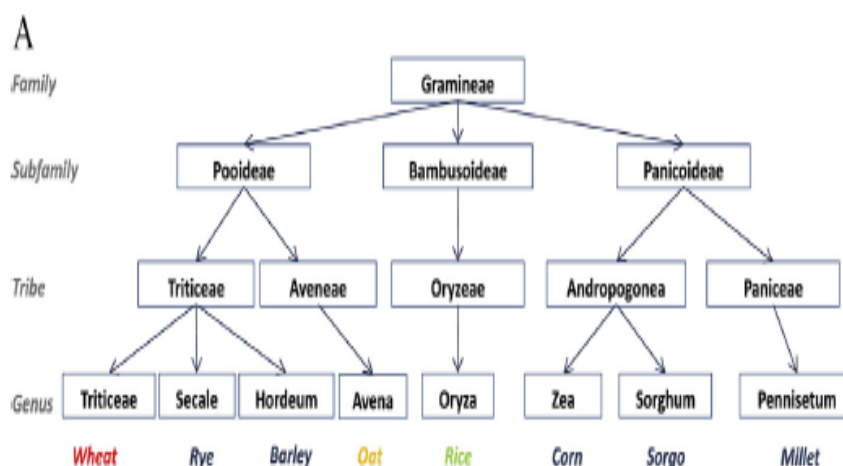 A
Family
Gramineae
Subfamily
Pooideae Bambusoideae Panicoideae
Tribe
Triticeae Aveneae Oryzeae Andropogonea Paniceae
Genus
Triticeae Secale Hordeum Avena Oryza Zea Sorghum Pennisetum
Wheat Rye Barley Oat Rice Corn Sorgo Millet